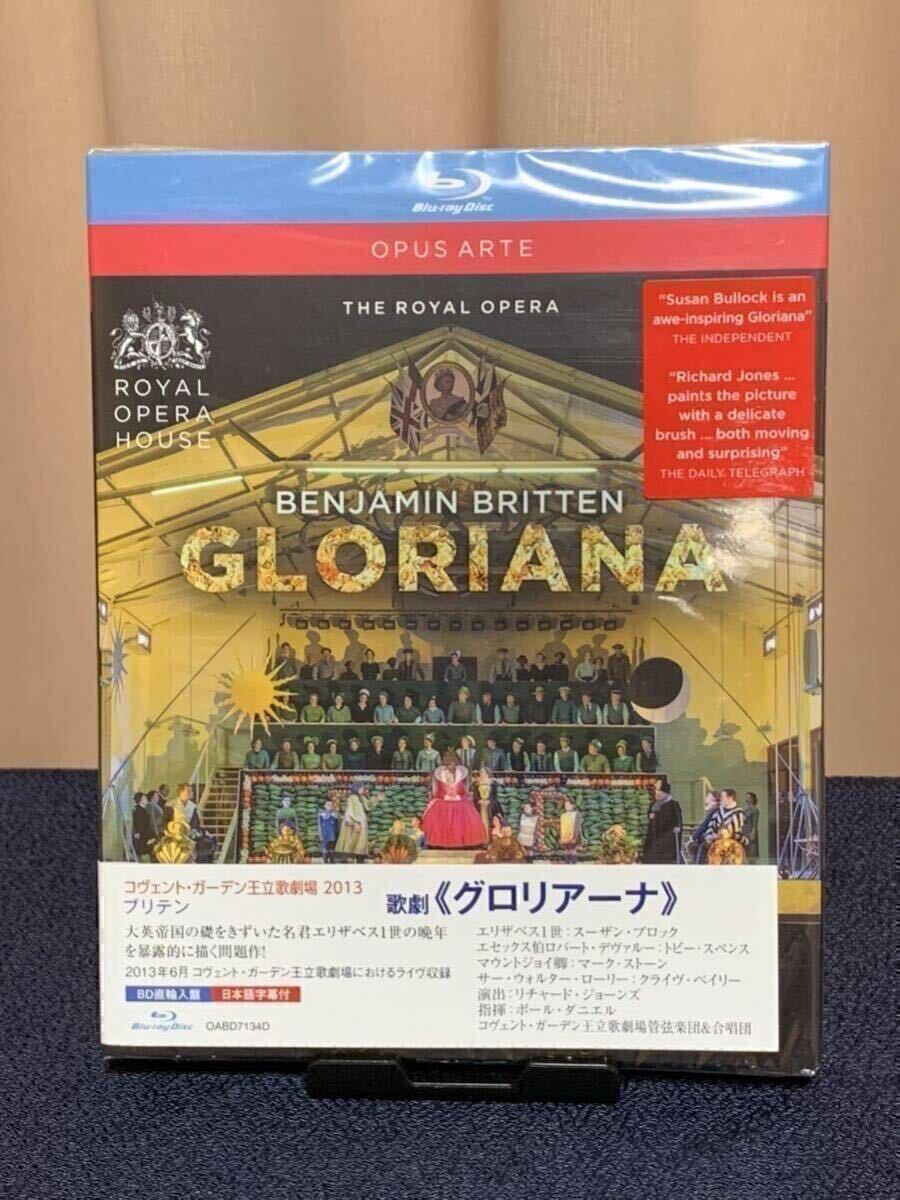 Blu-ray Disc
OPUS ARTE
THE ROYAL OPERA
ROYAL
OPERA
HOUSE
"Susan Bullock is an
awe-inspiring Gloriana"
THE INDEPENDENT
"Richard Jones ...
paints the picture
with a delicate
brush ... both moving
and surprising"
THE DAILY TELEGRAPH
BENJAMIN BRITTEN
GLORIANA
コヴェント・ガーデン王立歌劇場 2013
ブリテン
歌劇《グロリアーナ》
大英帝国の礎をきずいた名君エリザベス1世の晩年
を暴露的に描く問題作!
2013年6月 コヴェント・ガーデン王立歌劇場におけるライヴ収録
BD直輸入盤 日本語字幕付
Blu-ray Disc OABD7134D
エリザベス1世:スーザン・ブロック
エセックス伯ロバート・デヴァルー:トビー・スペンス
マウントジョイ卿:マーク・ストーン
サー・ウォルター・ローリー:クライヴ・ベイリー
演出:リチャード・ジョーンズ
指揮:ポール・ダニエル
コヴェント・ガーデン王立歌劇場管弦楽団&合唱団